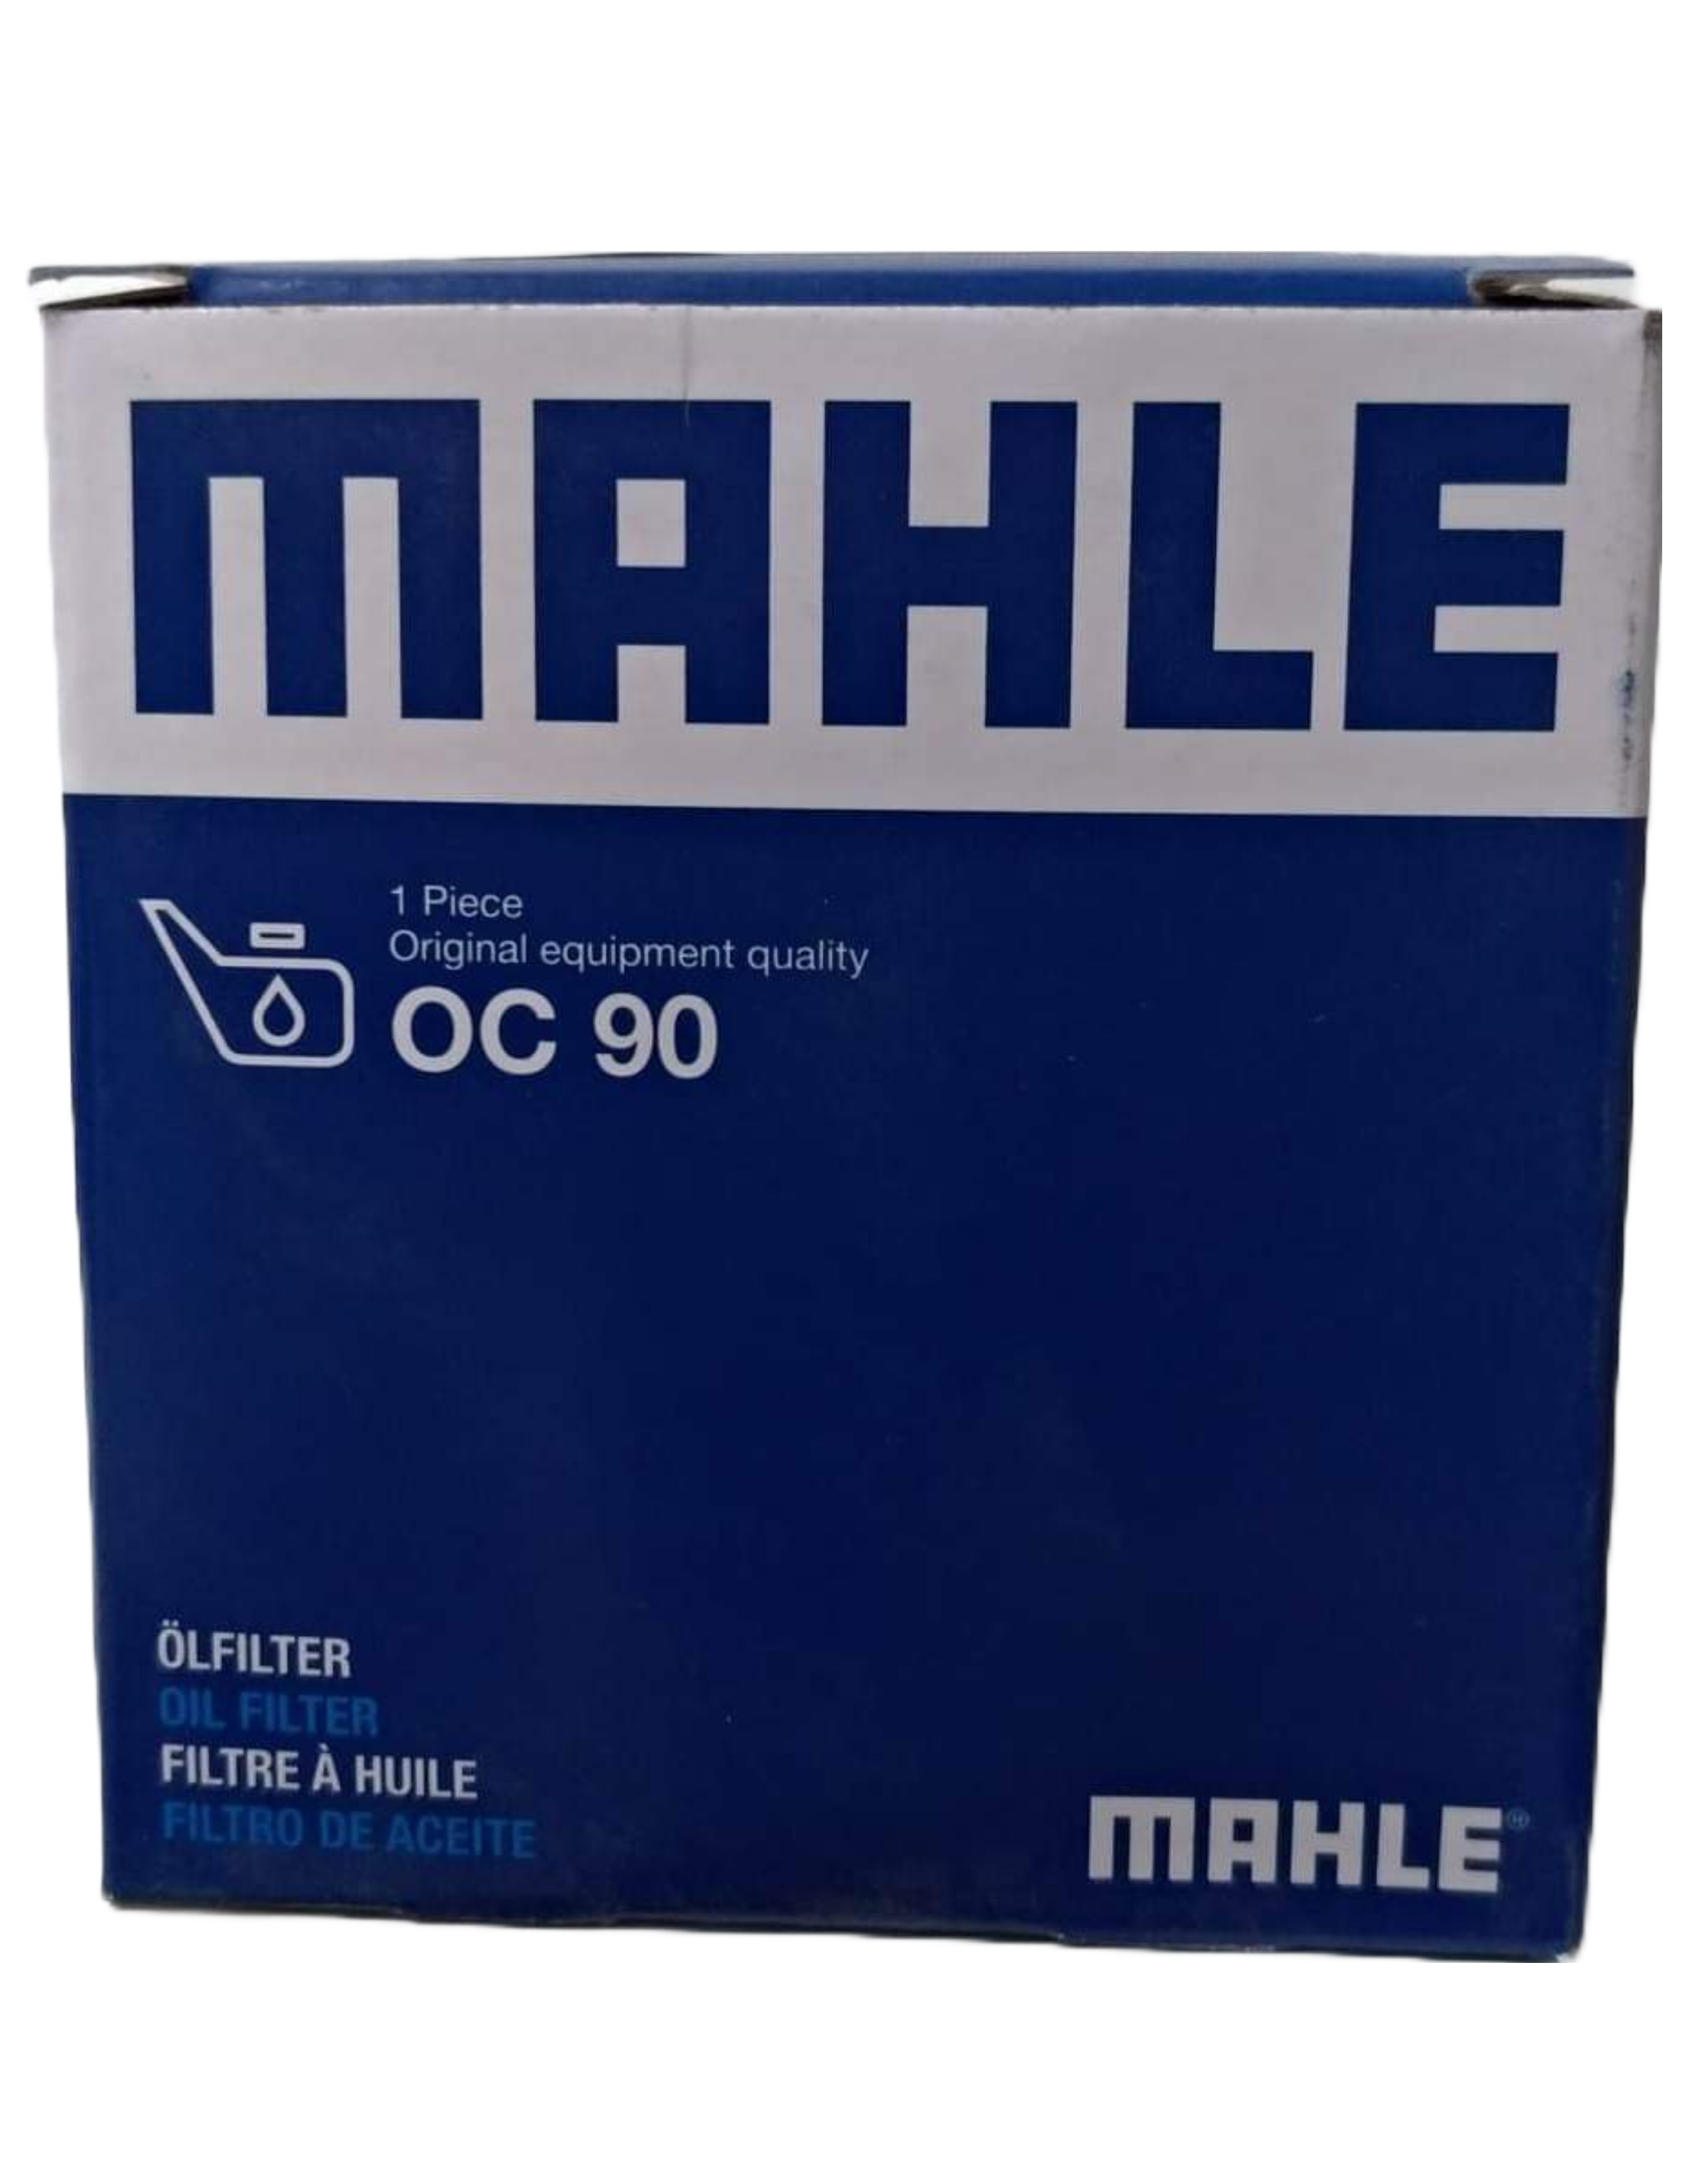 MAHLE
1 Piece
Original equipment quality
OC 90
ÖLFILTER
OIL FILTER
FILTRE À HUILE
FILTRO DE ACEITE
MAHLE®